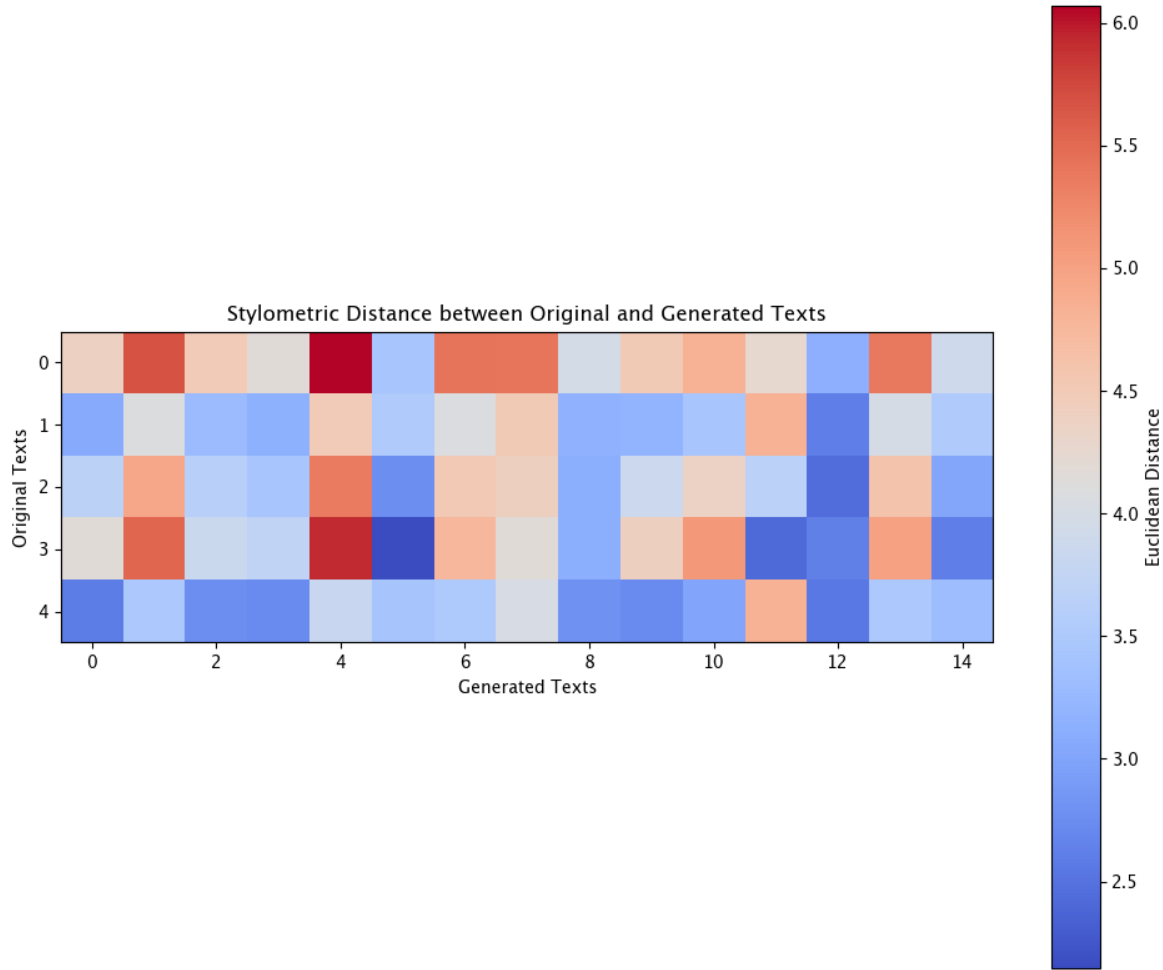 Stylometric Distance between Original and Generated Texts
Original Texts
0
1
2
3
4
0 2 4 6 8 10 12 14
Generated Texts
6.0
5.5
5.0
4.5
4.0
3.5
3.0
2.5
Euclidean Distance